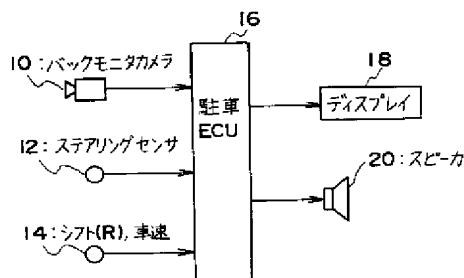 16
10:バックモニタカメラ
18
駐車
ECU
ディスプレイ
12:ステアリングセンサ
20:スピーカ
14:シフト(R),車速